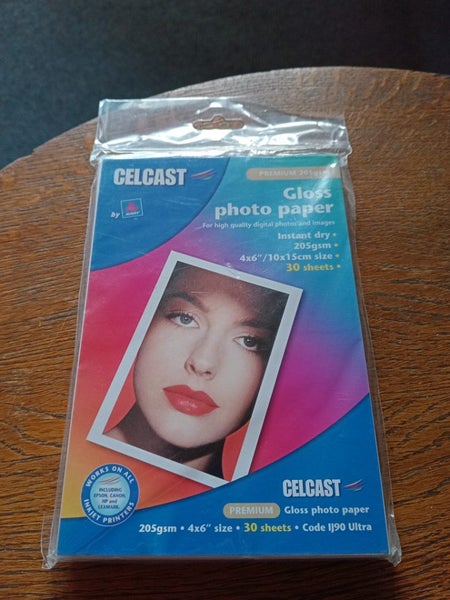 CELCAST
by
PREMIUM 205gsm
Gloss
photo paper
For high quality digital photos and images
Instant dry •
205gsm •
4x6"/10x15cm size •
30 sheets •
WORKS ON ALL
INCLUDING
EPSON, CANON,
HP and
LEXMARK.
INKJET PRINTERS
CELCAST
PREMIUM Gloss photo paper
205gsm • 4x6" size • 30 sheets • Code IJ90 Ultra